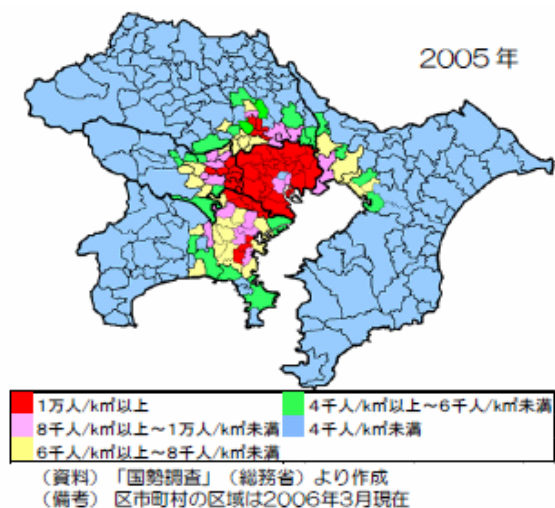 2005年
1万人/k㎡以上
4千人/k㎡以上～6千人/k㎡未満
8千人/k㎡以上～1万人/k㎡未満
4千人/k㎡未満
6千人/k㎡以上～8千人/k㎡未満
（資料）「国勢調査」（総務省）より作成
（備考） 区市町村の区域は2006年3月現在